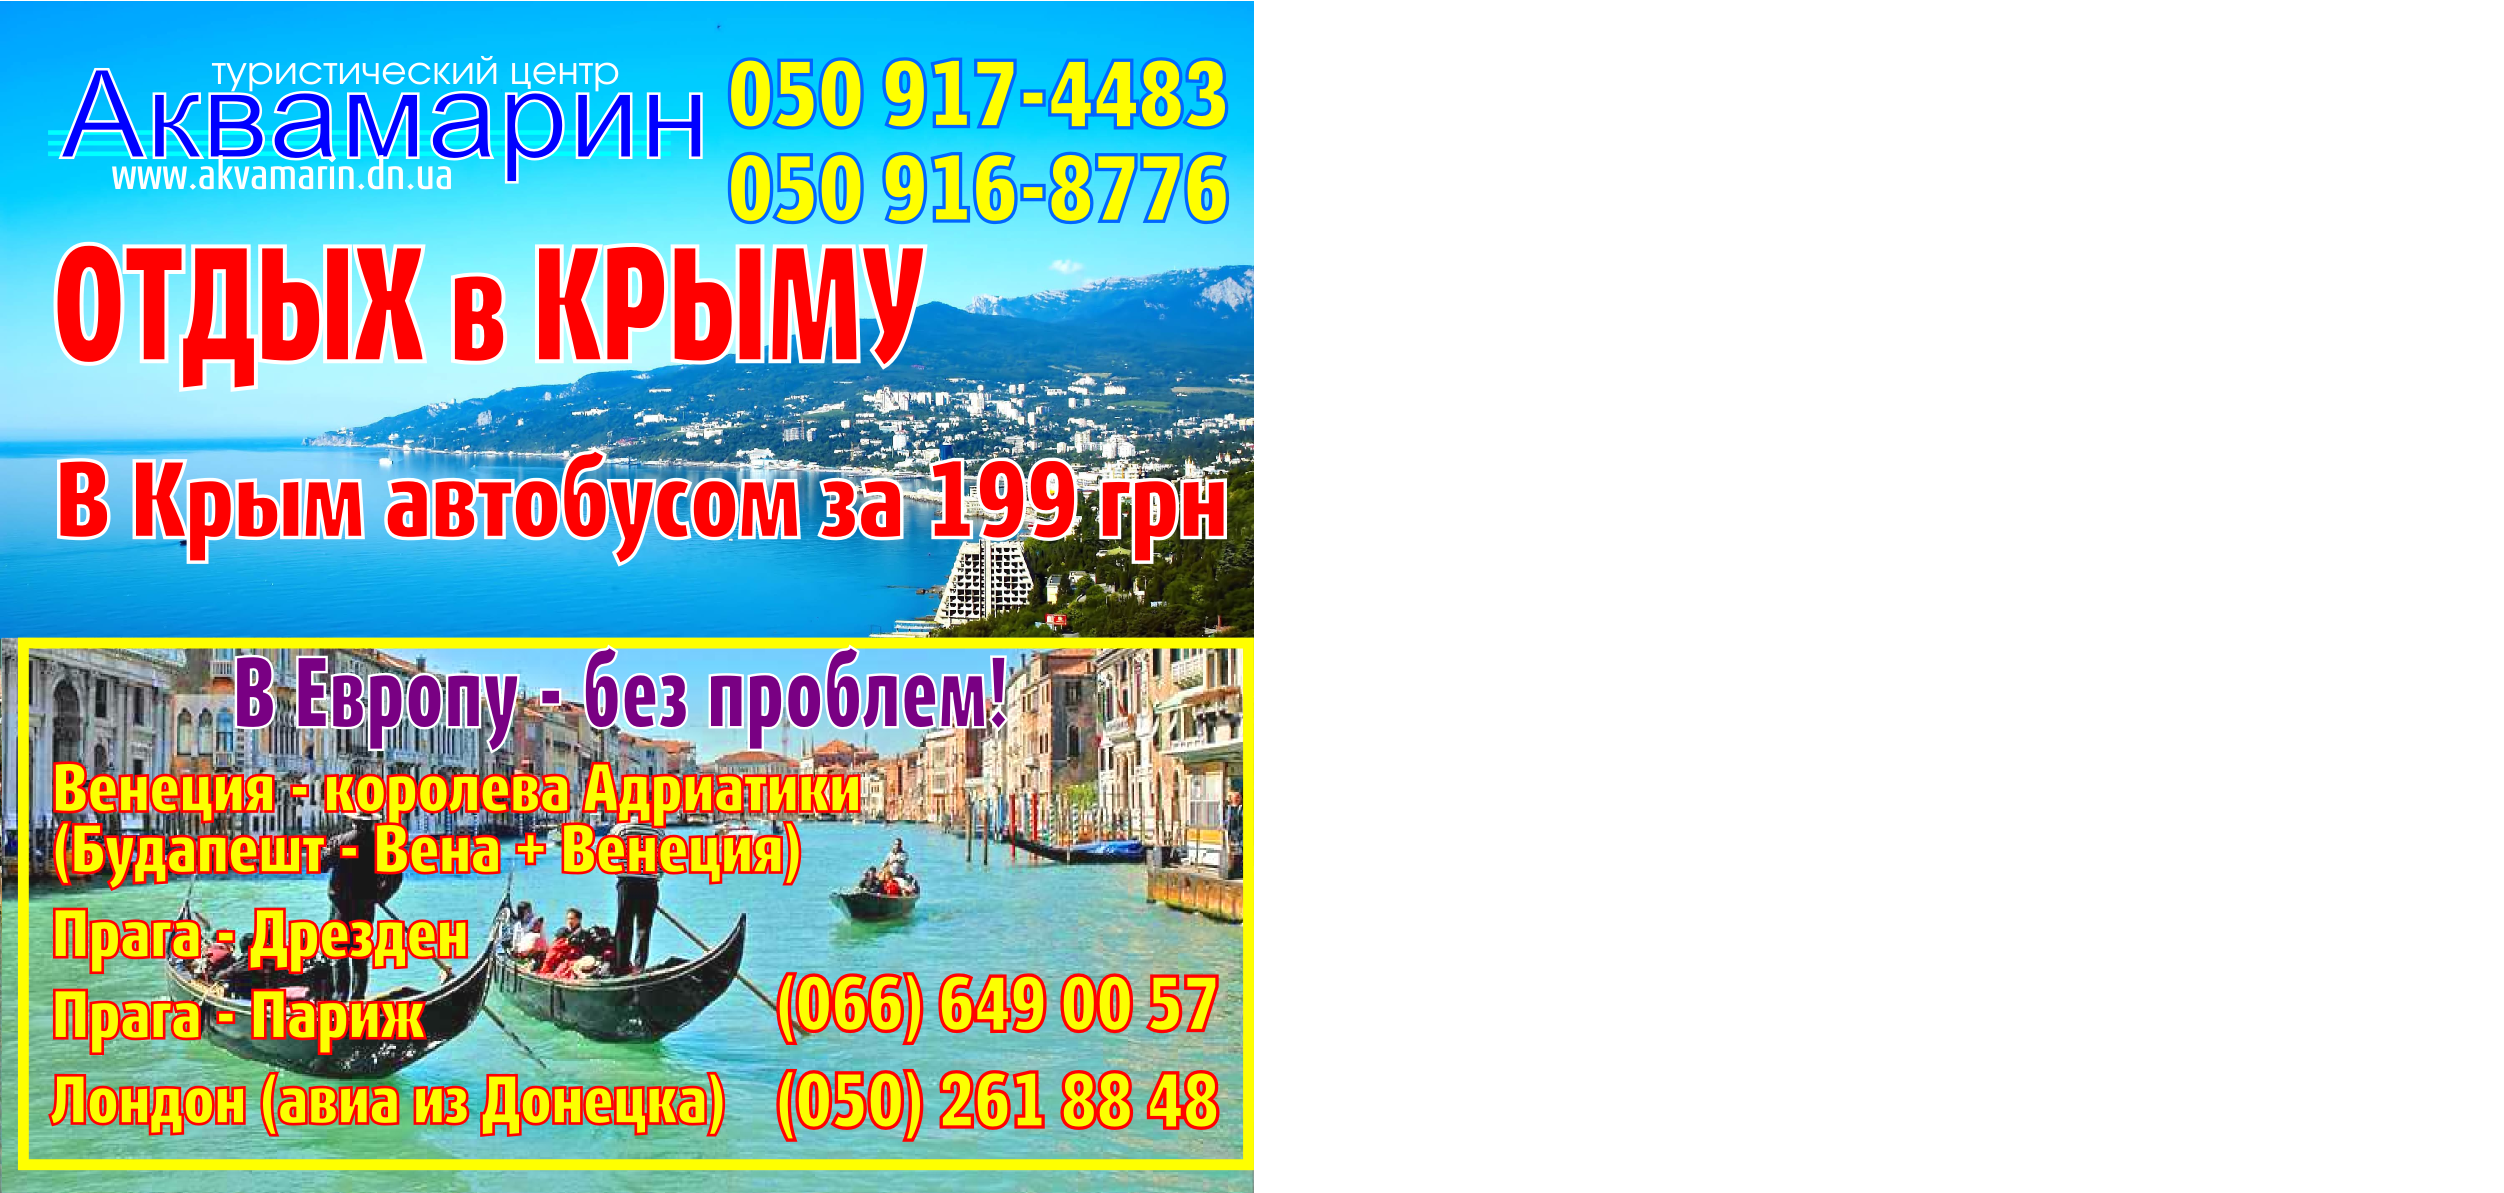 туристический центр
Аквамарин
www.akvamarin.dn.ua
050 917-4483
050 916-8776
ОТДЫХ в КРЫМУ
В Крым автобусом за 199 грн
В Европу - без проблем!
Венеция - королева Адриатики
(Будапешт - Вена + Венеция)
Прага - Дрезден
Прага - Париж
Лондон (авиа из Донецка)
(066) 649 00 57
(050) 261 88 48